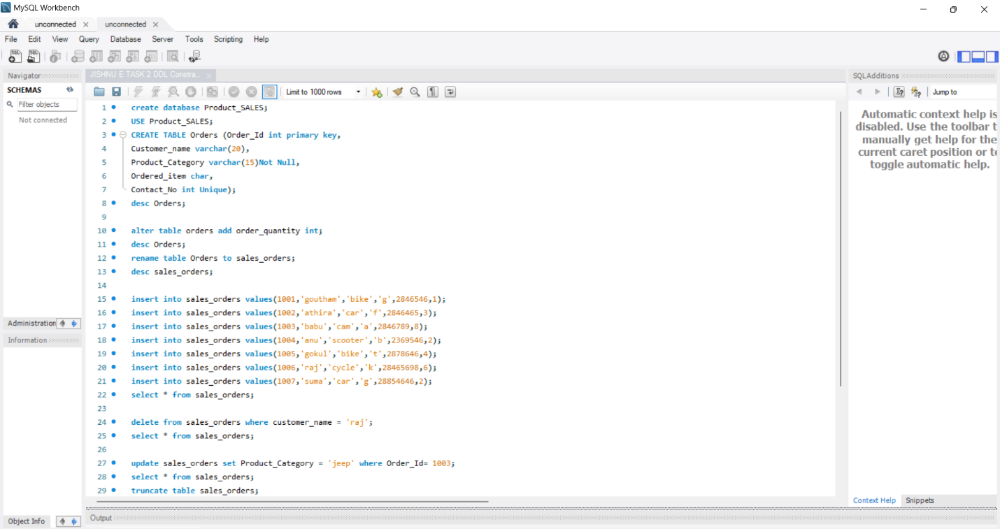 MySQL Workbench
unconnected
unconnected
File Edit View Query Database Server Tools Scripting Help
Navigator
SCHEMAS
Filter objects
Not connected
Administration
Information
Object Info
JISHNU E TASK 2 DDL Constra...
Limit to 1000 rows
1 create database Product_SALES;
2 USE Product_SALES;
3 CREATE TABLE Orders (Order_Id int primary key,
4 Customer_name varchar(20),
5 Product_Category varchar(15)Not Null,
6 Ordered_item char,
7 Contact_No int Unique);
8 desc Orders;
9
10 alter table orders add order_quantity int;
11 desc Orders;
12 rename table Orders to sales_orders;
13 desc sales_orders;
14
15 insert into sales_orders values(1001,'goutham','bike','g',2846546,1);
16 insert into sales_orders values(1002,'athira','car','f',2846465,3);
17 insert into sales_orders values(1003,'babu','cam','a',2846789,8);
18 insert into sales_orders values(1004,'anu','scooter','b',2369546,2);
19 insert into sales_orders values(1005,'gokul','bike','t',2878646,4);
20 insert into sales_orders values(1006,'raj','cycle','k',28465698,6);
21 insert into sales_orders values(1007,'suma','car','g',28854646,2);
22 select * from sales_orders;
23
24 delete from sales_orders where customer_name = 'raj';
25 select * from sales_orders;
26
27 update sales_orders set Product_Category = 'jeep' where Order_Id= 1003;
28 select * from sales_orders;
29 truncate table sales_orders;
Output
SQLAdditions
Jump to
Automatic context help is
disabled. Use the toolbar t
manually get help for the
current caret position or to
toggle automatic help.
Context Help Snippets